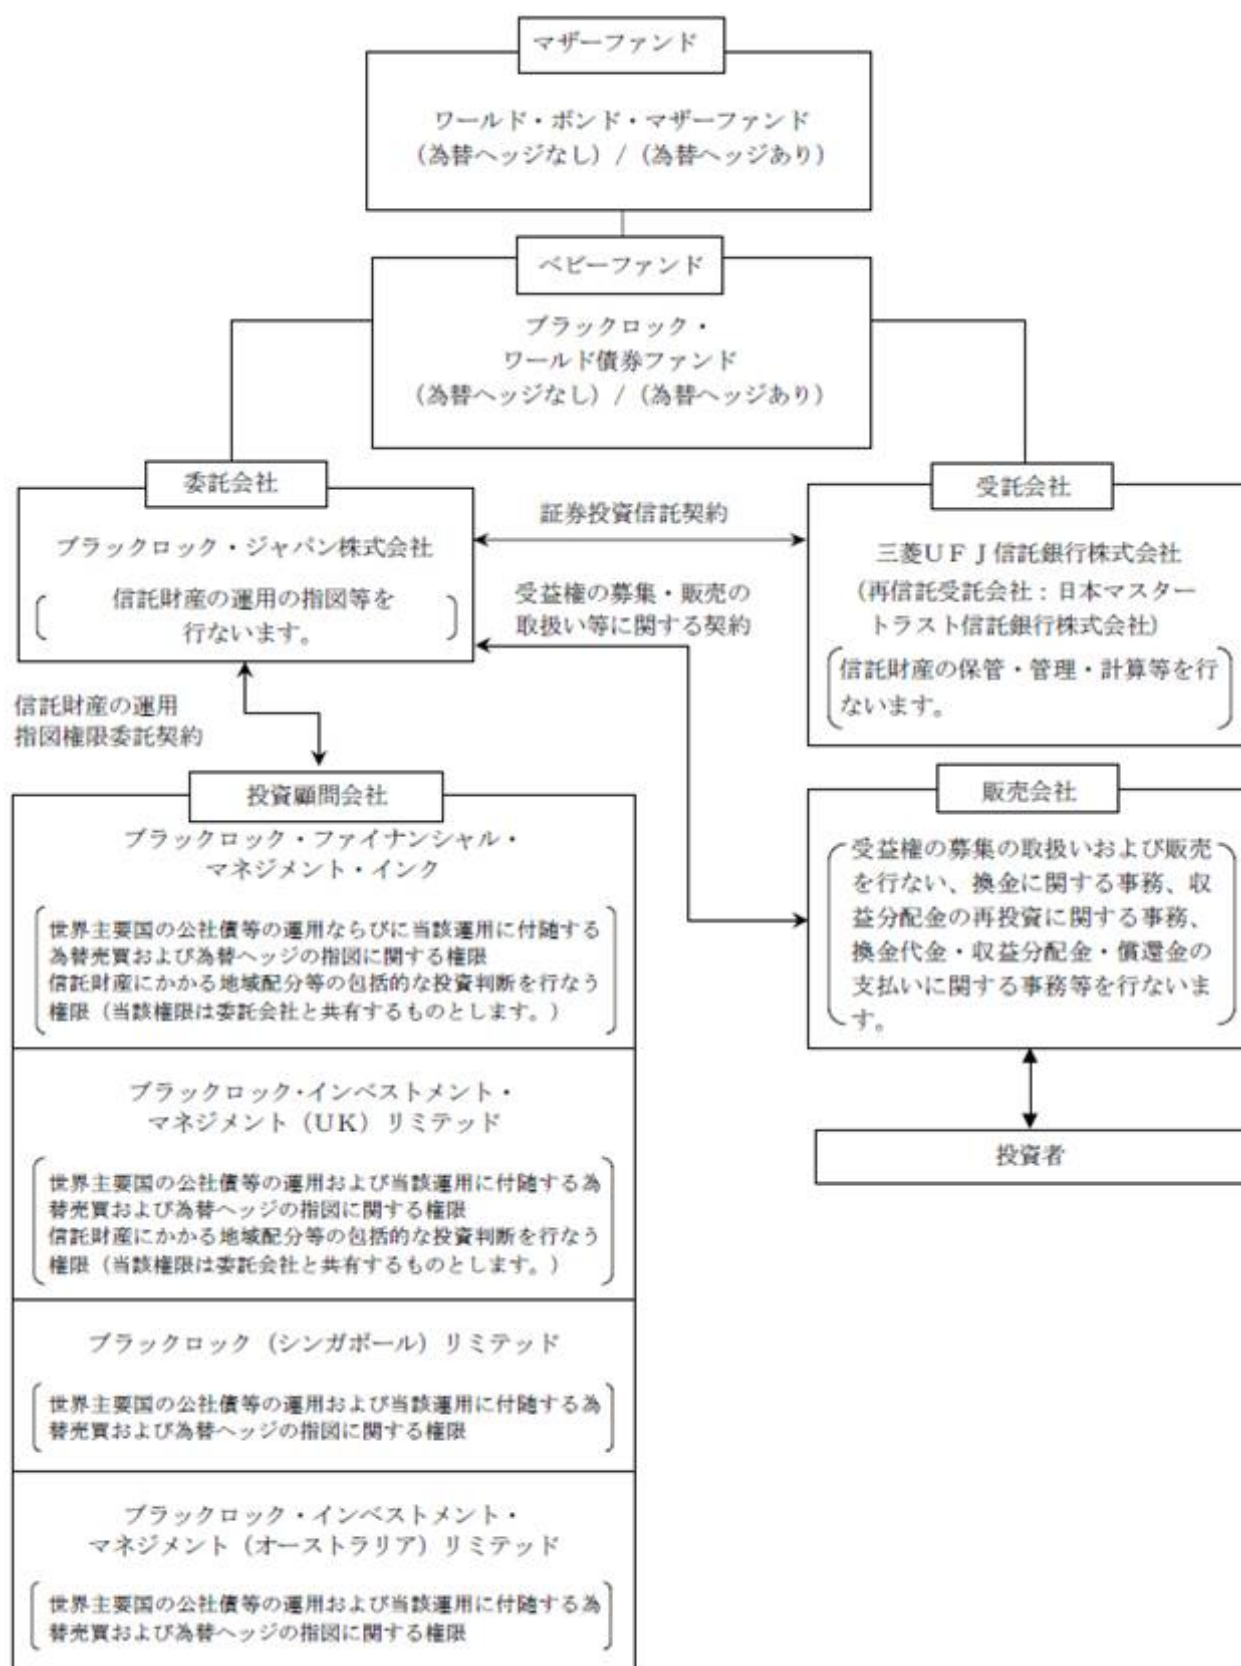 マザーファンド
ワールド・ボンド・マザーファンド
（為替ヘッジなし）/（為替ヘッジあり）
ベビーファンド
ブラックロック・
ワールド債券ファンド
（為替ヘッジなし）/（為替ヘッジあり）
委託会社
ブラックロック・ジャパン株式会社
信託財産の運用の指図等を
行ないます。
証券投資信託契約
受益権の募集・販売の
取扱い等に関する契約
受託会社
三菱ＵＦＪ信託銀行株式会社
（再信託受託会社：日本マスター
トラスト信託銀行株式会社）
信託財産の保管・管理・計算等を行
ないます。
信託財産の運用
指図権限委託契約
投資顧問会社
ブラックロック・ファイナンシャル・
マネジメント・インク
世界主要国の公社債等の運用ならびに当該運用に付随する
為替売買および為替ヘッジの指図に関する権限
信託財産にかかる地域配分等の包括的な投資判断を行なう
権限（当該権限は委託会社と共有するものとします。）
ブラックロック・インベストメント・
マネジメント（ＵＫ）リミテッド
世界主要国の公社債等の運用および当該運用に付随する為
替売買および為替ヘッジの指図に関する権限
信託財産にかかる地域配分等の包括的な投資判断を行なう
権限（当該権限は委託会社と共有するものとします。）
ブラックロック（シンガポール）リミテッド
世界主要国の公社債等の運用および当該運用に付随する為
替売買および為替ヘッジの指図に関する権限
ブラックロック・インベストメント・
マネジメント（オーストラリア）リミテッド
世界主要国の公社債等の運用および当該運用に付随する為
替売買および為替ヘッジの指図に関する権限
販売会社
受益権の募集の取扱いおよび販売
を行ない、換金に関する事務、収
益分配金の再投資に関する事務、
換金代金・収益分配金・償還金の
支払いに関する事務等を行ないま
す。
投資者